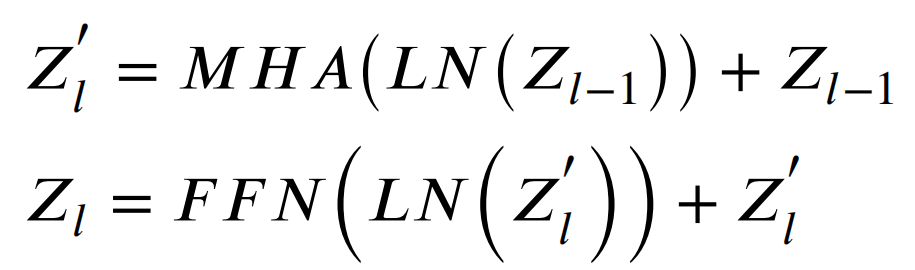 Z′_l = MHA(LN(Z_{l−1})) + Z_{l−1}
Z_l = FFN(LN(Z′_l)) + Z′_l